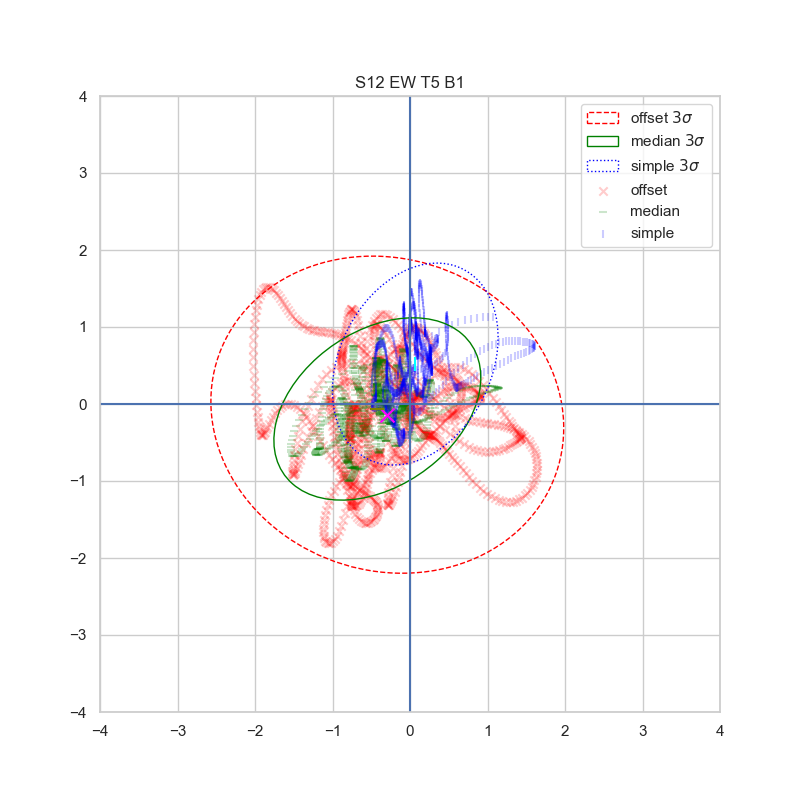 S12 EW T5 B1
4
3
2
1
0
−1
−2
−3
−4
−4 −3 −2 −1 0 1 2 3 4
offset 3σ
median 3σ
simple 3σ
offset
median
simple